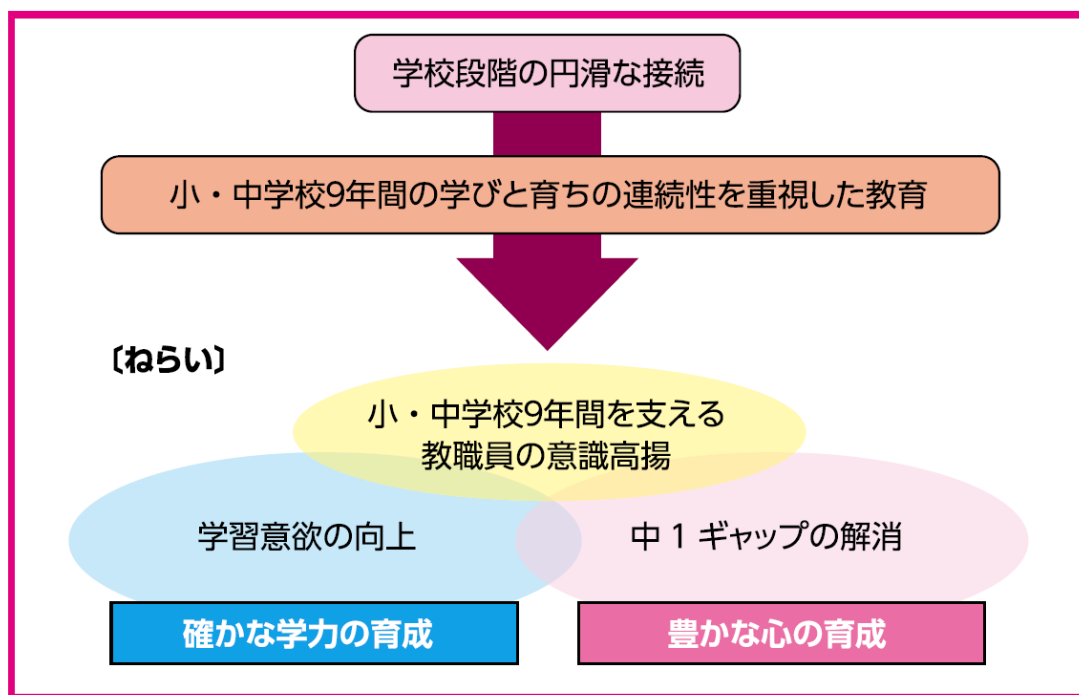 学校段階の円滑な接続
小・中学校9年間の学びと育ちの連続性を重視した教育
〔ねらい〕
小・中学校9年間を支える
教職員の意識高揚
学習意欲の向上
中1ギャップの解消
確かな学力の育成
豊かな心の育成